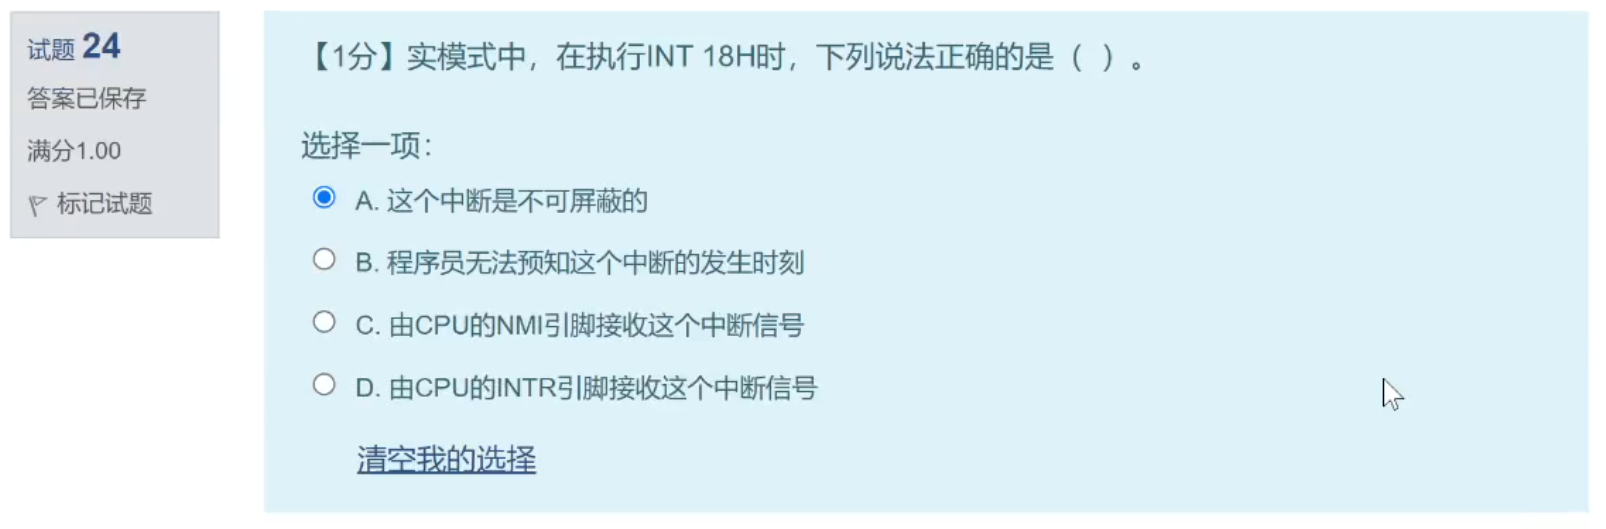 试题 24
答案已保存
满分1.00
标记试题
【1分】实模式中，在执行INT 18H时，下列说法正确的是（ ）。
选择一项：
A. 这个中断是不可屏蔽的
B. 程序员无法预知这个中断的发生时刻
C. 由CPU的NMI引脚接收这个中断信号
D. 由CPU的INTR引脚接收这个中断信号
清空我的选择